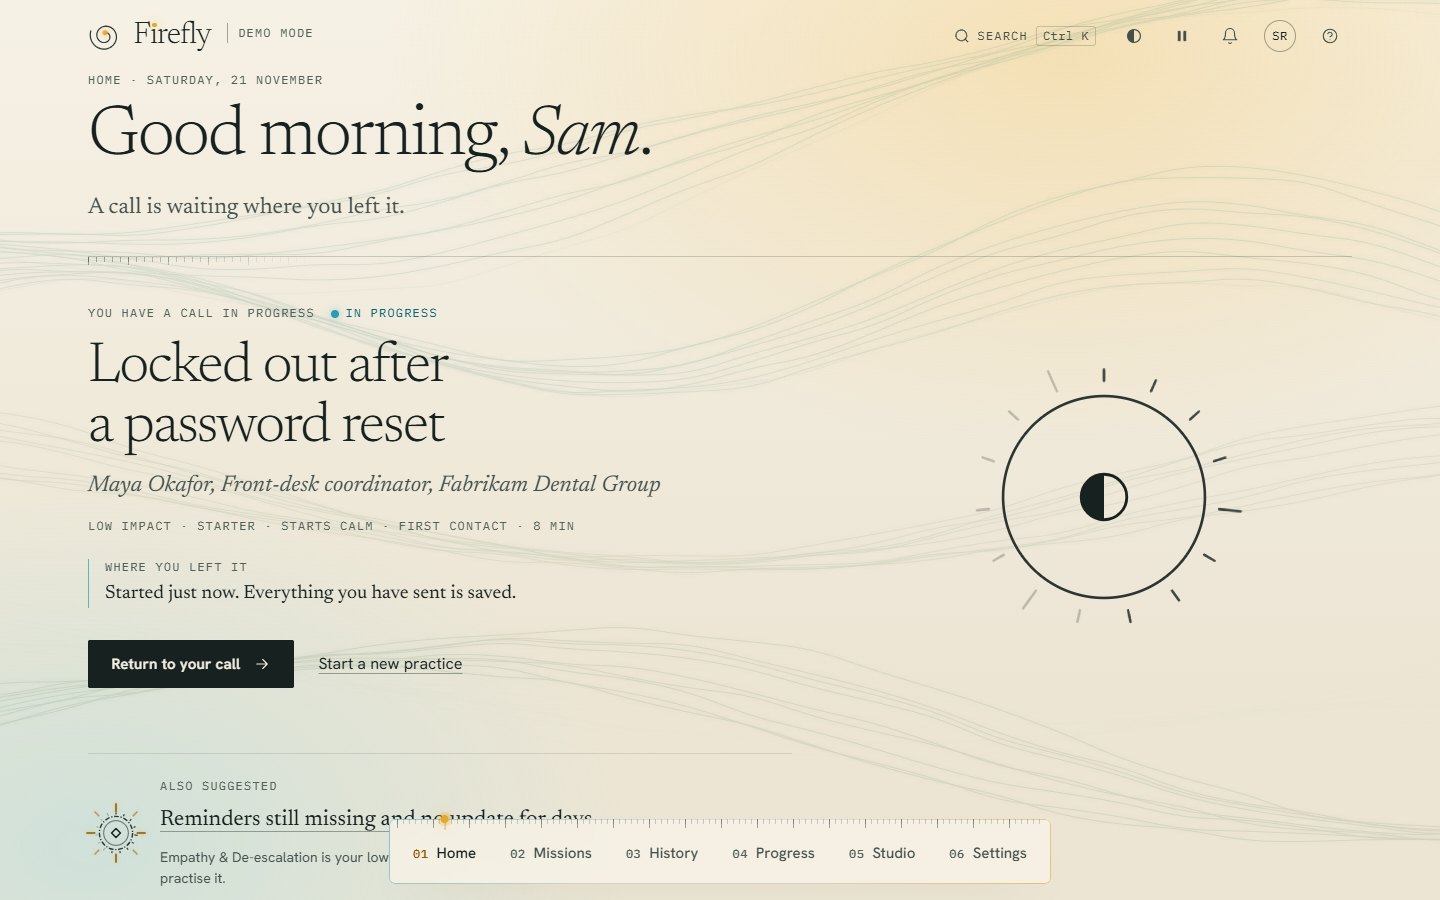 Firefly
DEMO MODE
SEARCH Ctrl K
SR
HOME · SATURDAY, 21 NOVEMBER
Good morning, Sam.
A call is waiting where you left it.
YOU HAVE A CALL IN PROGRESS IN PROGRESS
Locked out after
a password reset
Maya Okafor, Front-desk coordinator, Fabrikam Dental Group
LOW IMPACT · STARTER · STARTS CALM · FIRST CONTACT · 8 MIN
WHERE YOU LEFT IT
Started just now. Everything you have sent is saved.
Return to your call
Start a new practice
ALSO SUGGESTED
Reminders still missing and no update for days
Empathy & De-escalation is your low
practise it.
01 Home 02 Missions 03 History 04 Progress 05 Studio 06 Settings